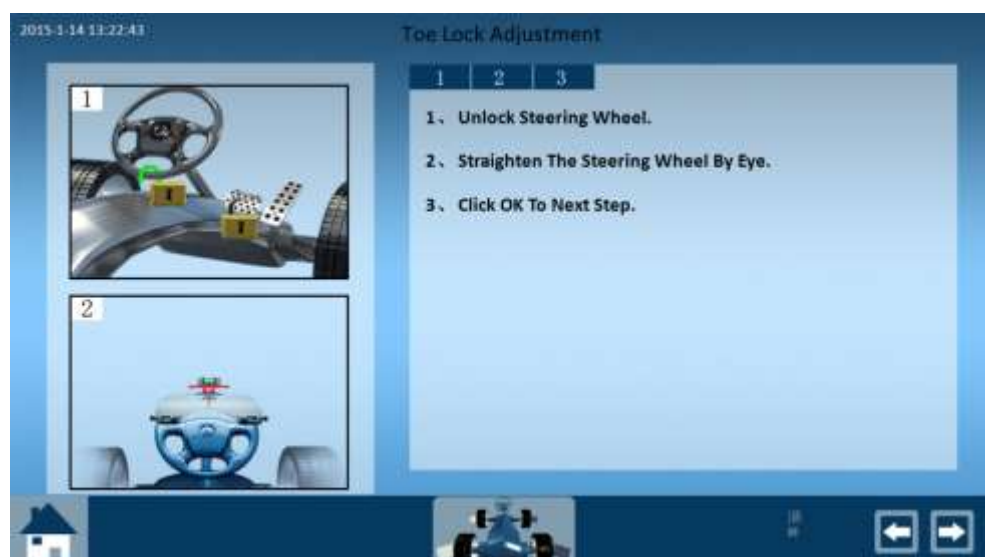 2015-1-14 13:22:43
Toe Lock Adjustment
1 2 3
1、Unlock Steering Wheel.
2、Straighten The Steering Wheel By Eye.
3、Click OK To Next Step.
1
2